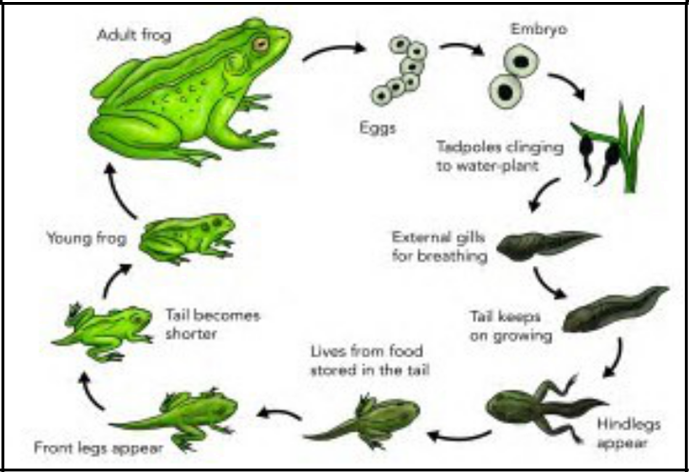 Adult frog
Eggs
Embryo
Tadpoles clinging
to water-plant
External gills
for breathing
Tail keeps
on growing
Hindlegs
appear
Lives from food
stored in the tail
Front legs appear
Tail becomes
shorter
Young frog